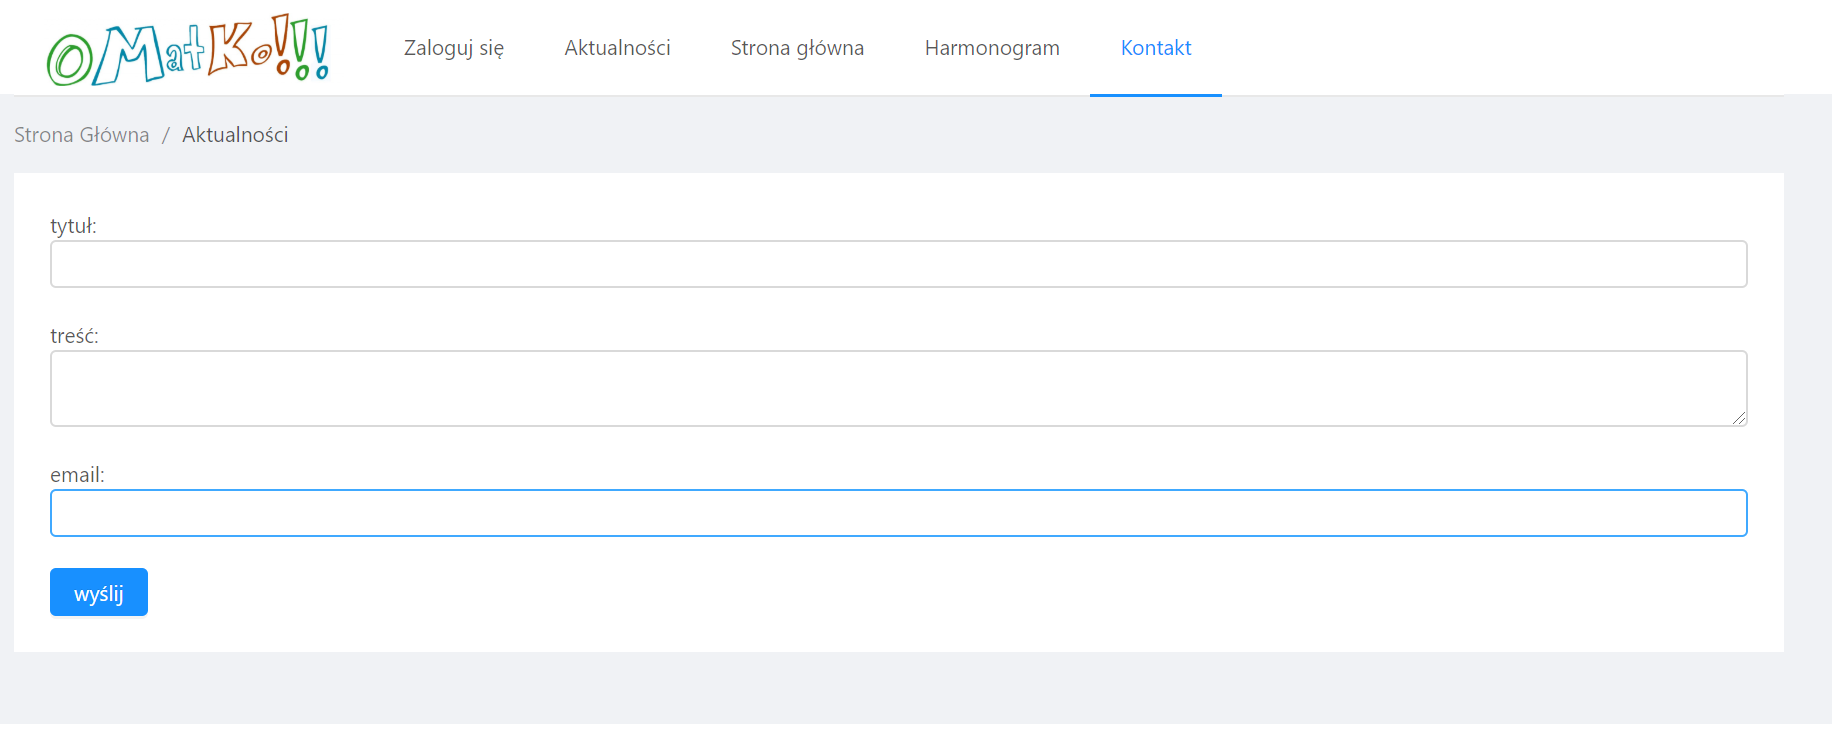 OMatKo!!! Zaloguj się Aktualności Strona główna Harmonogram Kontakt
Strona Główna / Aktualności
tytuł:
treść:
email:
wyślij